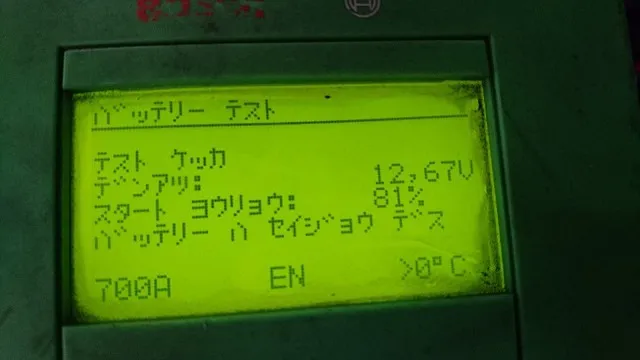 BOSCH
バッテリー テスト
テスト ケッカ
デンアツ: 12,67V
スタート ヨウリョウ: 81%
バッテリー ハ セイジョウ デス
700A EN >0°C